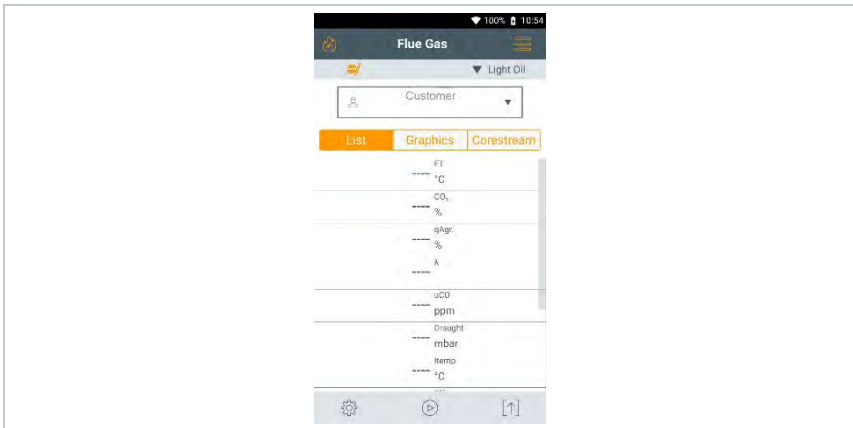 100% 10:54
Flue Gas
Light Oil
Customer
List Graphics Corestream
FT
---- °C
CO₂
---- %
qAgr.
---- %
λ
----
uCO
---- ppm
Draught
---- mbar
Itemp
---- °C